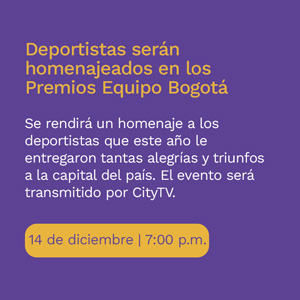 Deportistas serán
homenajeados en los
Premios Equipo Bogotá
Se rendirá un homenaje a los
deportistas que este año le
entregaron tantas alegrías y triunfos
a la capital del país. El evento será
transmitido por CityTV.
14 de diciembre | 7:00 p.m.